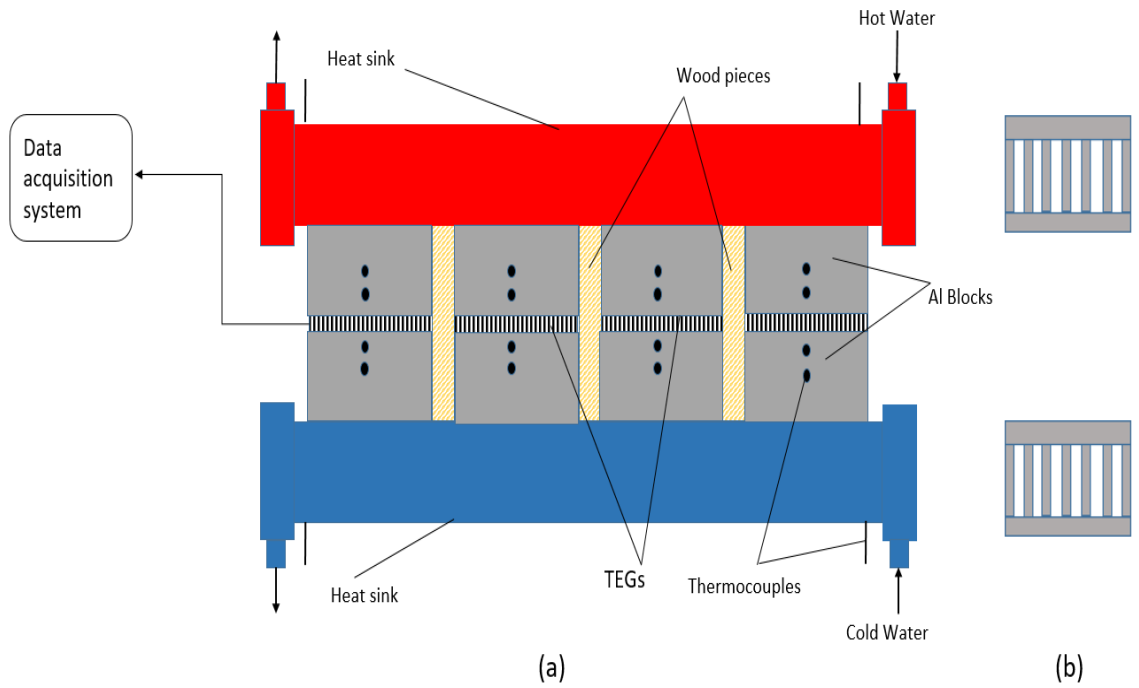 Hot Water
Heat sink
Wood pieces
Data
acquisition
system
Al Blocks
TEGs
Thermocouples
Heat sink
Cold Water
(a)
(b)